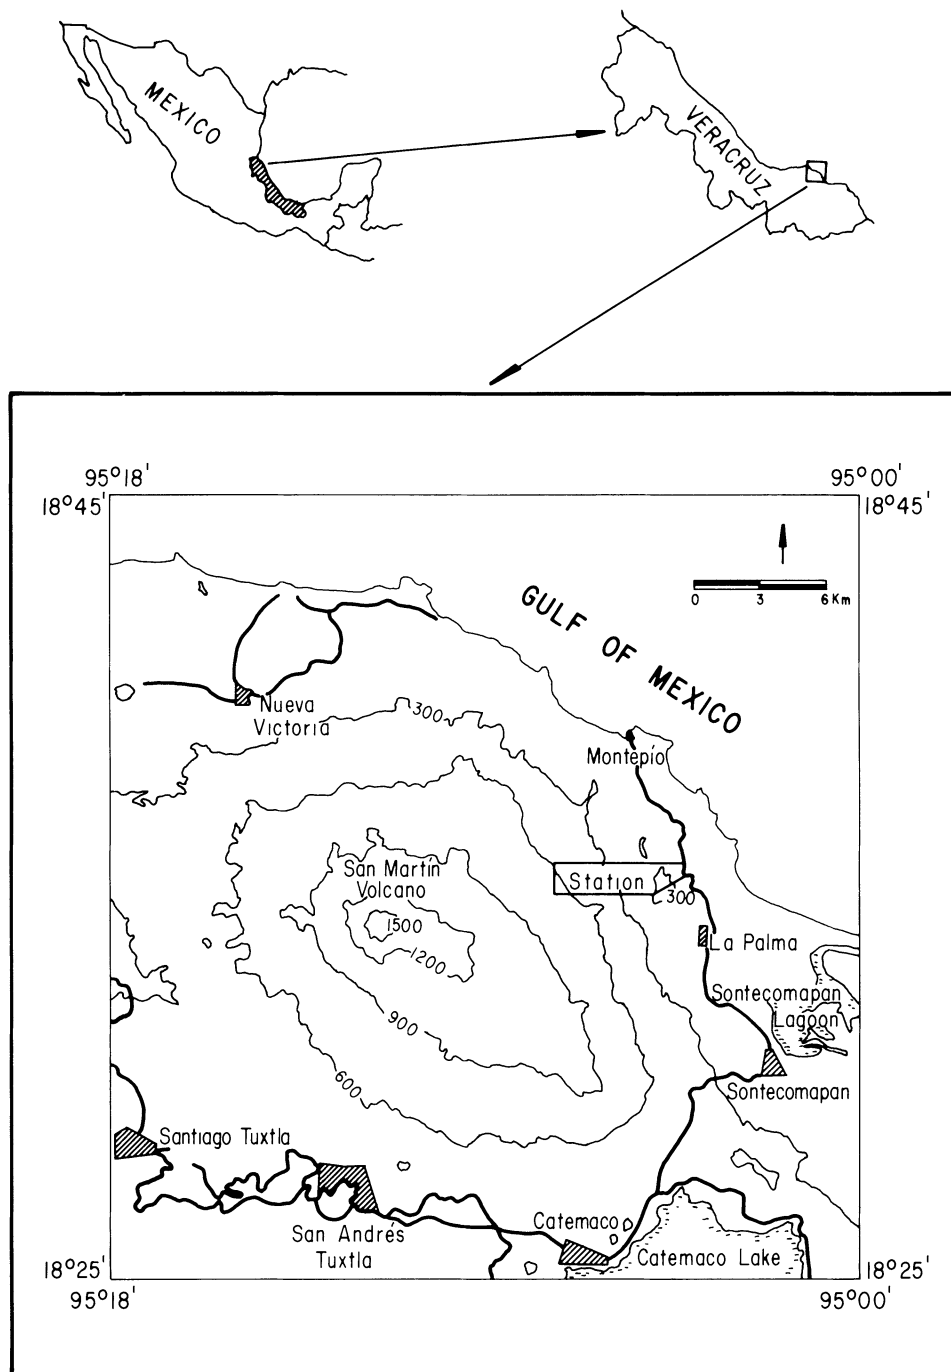 MEXICO
VERACRUZ
95°18'
95°00'
18°45'
18°45'
0 3 6 Km
GULF OF MEXICO
Nueva
Victoria
300
Montepío
San Martín
Volcano
Station
300
1500
La Palma
1200
Sontecomapan
Lagoon
900
600
Sontecomapan
Santiago Tuxtla
San Andrés
Tuxtla
Catemaco
Catemaco Lake
18°25'
18°25'
95°18'
95°00'